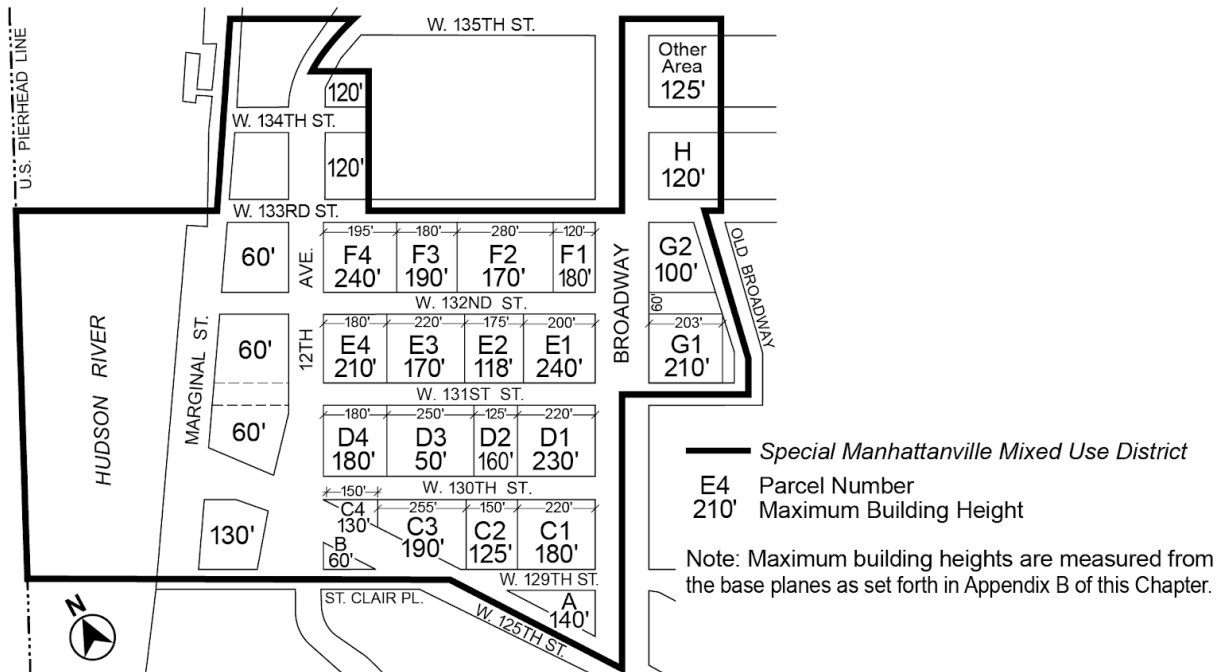 U.S. PIERHEAD LINE
W. 135TH ST.
Other
Area
125'
120'
W. 134TH ST.
120'
H
120'
W. 133RD ST.
60'
AVE.
195'
180'
280'
120'
F4
240'
F3
190'
F2
170'
F1
180'
BROADWAY
G2
100'
OLD BROADWAY
W. 132ND ST.
60'
HUDSON RIVER
MARGINAL ST.
60'
12TH
180'
220'
175'
200'
203'
E4
210'
E3
170'
E2
118'
E1
240'
G1
210'
W. 131ST ST.
60'
180'
250'
125'
220'
D4
180'
D3
50'
D2
160'
D1
230'
W. 130TH ST.
130'
150'
255'
150'
220'
C4
130'
C3
190'
C2
125'
C1
180'
B
60'
W. 129TH ST.
ST. CLAIR PL.
A
140'
W. 125TH ST.
N
Special Manhattanville Mixed Use District
E4 Parcel Number
210' Maximum Building Height
Note: Maximum building heights are measured from
the base planes as set forth in Appendix B of this Chapter.